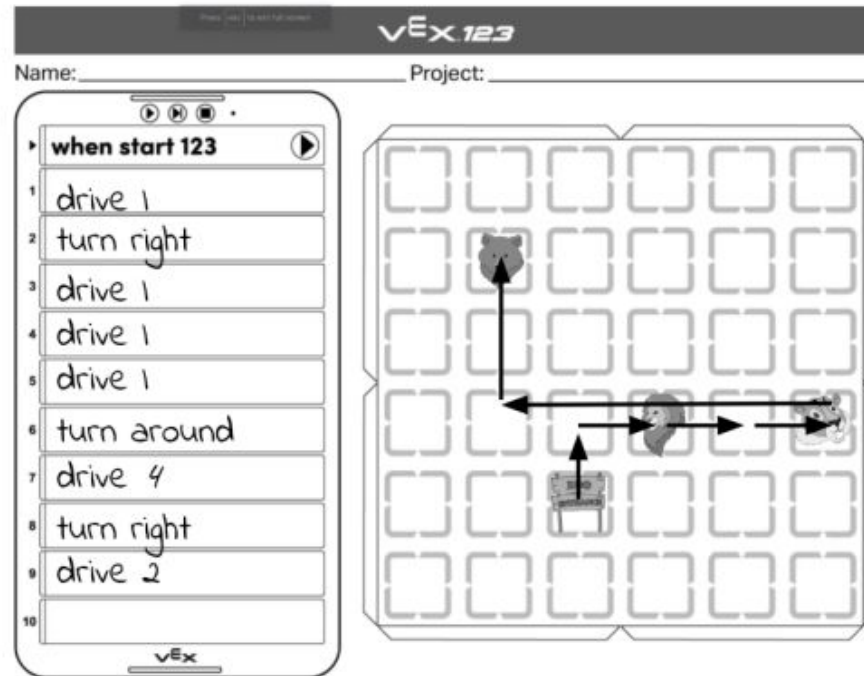 VEX 123
Name: Project:
when start 123
1 drive 1
2 turn right
3 drive 1
4 drive 1
5 drive 1
6 turn around
7 drive 4
8 turn right
9 drive 2
10
VEX